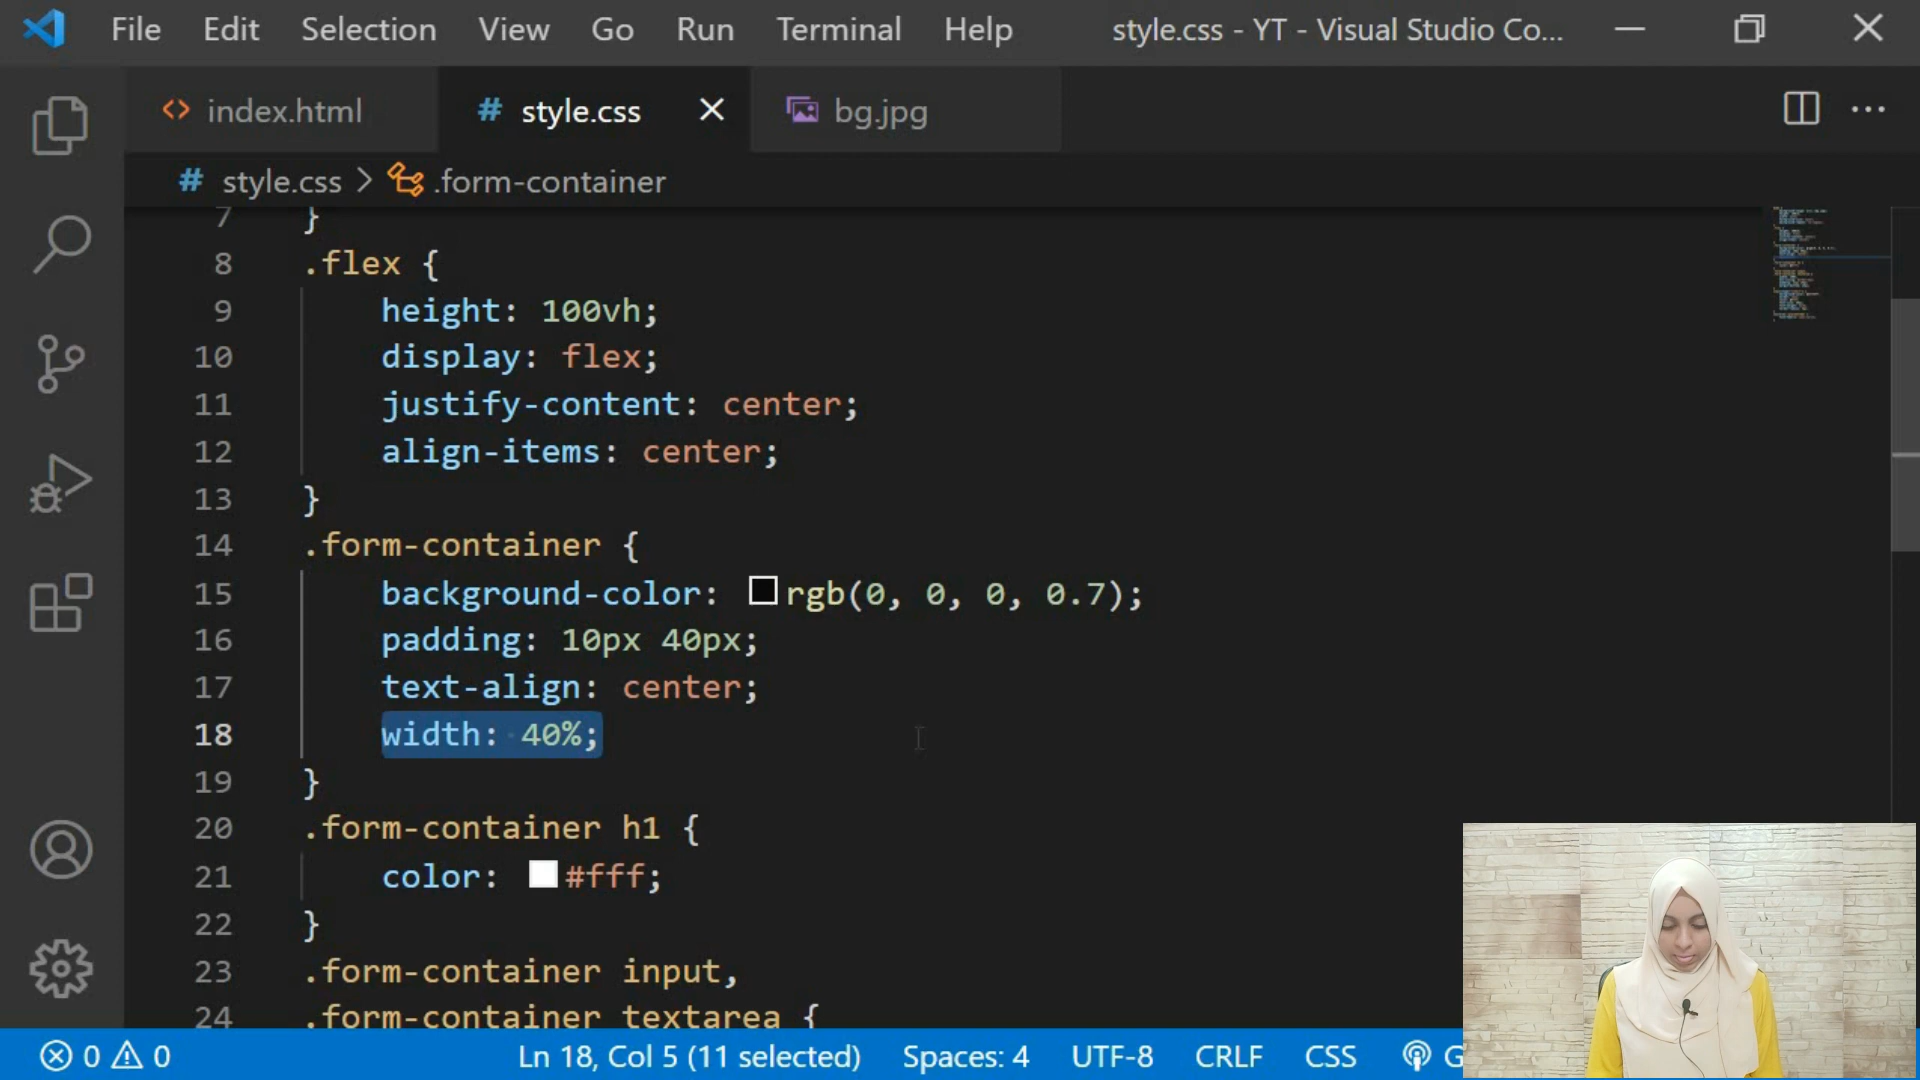 File Edit Selection View Go Run Terminal Help style.css - YT - Visual Studio Co...
index.html # style.css bg.jpg
# style.css > .form-container
7 }
8 .flex {
9 height: 100vh;
10 display: flex;
11 justify-content: center;
12 align-items: center;
13 }
14 .form-container {
15 background-color: rgb(0, 0, 0, 0.7);
16 padding: 10px 40px;
17 text-align: center;
18 width: 40%;
19 }
20 .form-container h1 {
21 color: #fff;
22 }
23 .form-container input,
24 .form-container textarea {
0 0 Ln 18, Col 5 (11 selected) Spaces: 4 UTF-8 CRLF CSS G